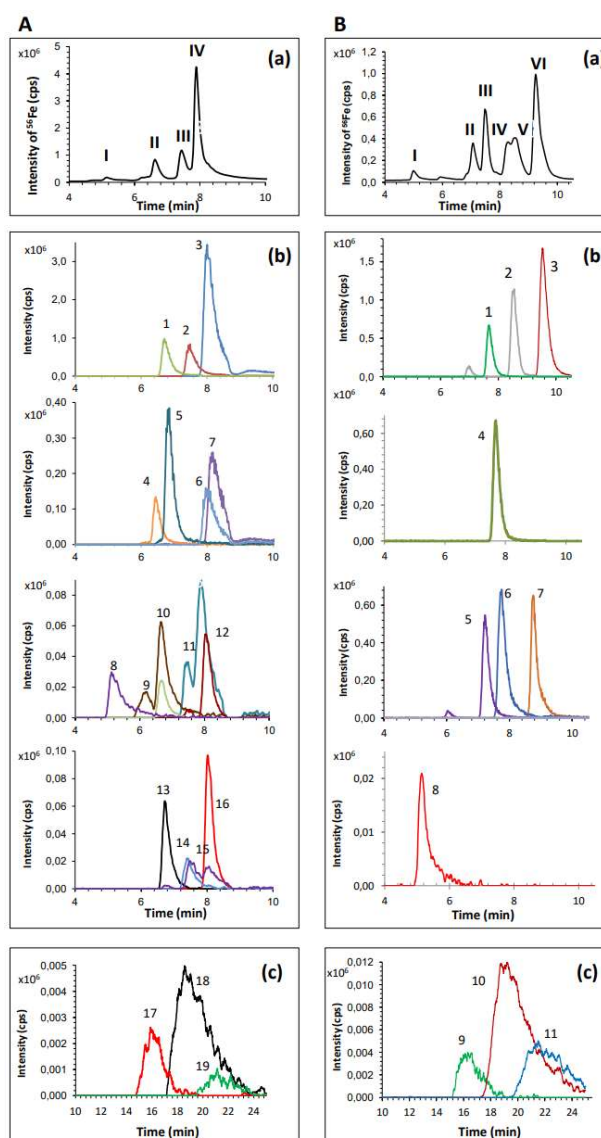 A
B
(a)
x10⁶
IV
III
II
I
5
4
3
2
1
0
Intensity of ⁵⁶Fe (cps)
4 6 8 10
Time (min)
(a)
x10⁶
VI
III
IV
II
V
I
1,2
1,0
0,8
0,6
0,4
0,2
0,0
Intensity of ⁵⁶Fe (cps)
4 6 8 10
Time (min)
(b)
x10⁶
3
1
2
3,0
2,0
1,0
0,0
Intensity (cps)
4 6 8 10
x10⁶
5
7
4
6
0,40
0,30
0,20
0,10
0,00
Intensity (cps)
4 6 8 10
x10⁶
10
12
11
8
9
0,08
0,06
0,04
0,02
0,00
Intensity (cps)
4 6 8 10
x10⁶
13
16
14
15
0,10
0,08
0,06
0,04
0,02
0,00
Intensity (cps)
4 6 8 10
Time (min)
(b
x10⁶
2
3
1
1,5
1,0
0,5
0,0
Intensity (cps)
4 6 8 10
4
0,60
0,40
0,20
0,00
Intensity (cps)
4 6 8 10
x10⁶
6
7
5
0,60
0,40
0,20
0,00
Intensity (cps)
4 6 8 10
8
0,02
0,01
0,00
Intensity (cps)
4 6 8 10
Time (min)
(c)
x10⁶
18
17
19
0,005
0,004
0,003
0,002
0,001
0,000
Intensity (cps)
10 12 14 16 18 20 22 24
Time (min)
(c)
x10⁶
10
9
11
0,012
0,010
0,008
0,006
0,004
0,002
0,000
Intensity (cps)
10 12 14 16 18 20 22 24
Time (min)